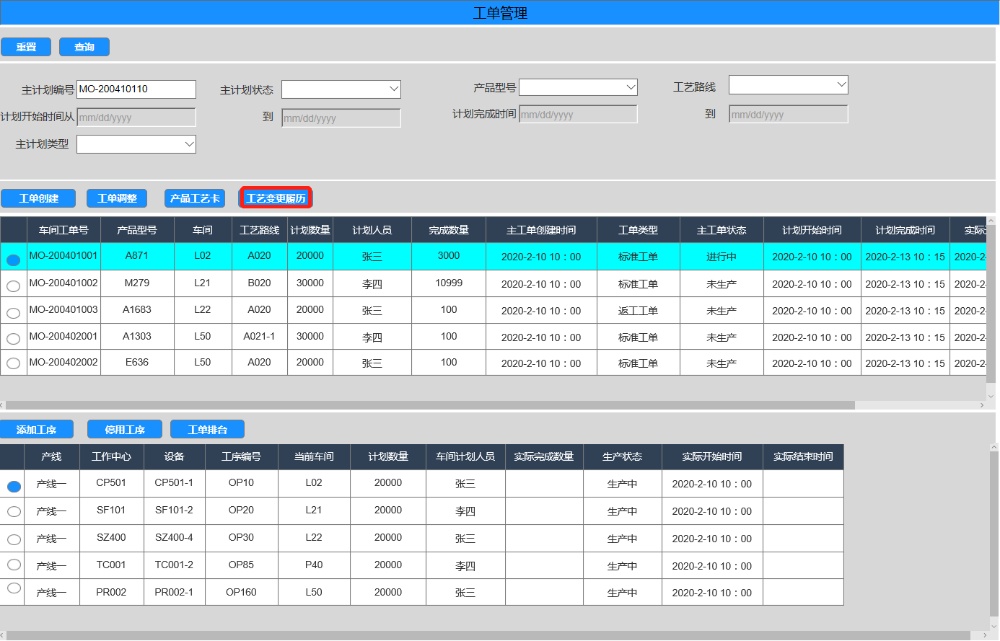 工单管理
重置 查询
主计划编号 MO-200410110 主计划状态 产品型号 工艺路线
计划开始时间从 mm/dd/yyyy 到 mm/dd/yyyy 计划完成时间 mm/dd/yyyy 到 mm/dd/yyyy
主计划类型
工单创建 工单调整 产品工艺卡 工艺变更履历
车间工单号 产品型号 车间 工艺路线 计划数量 计划人员 完成数量 主工单创建时间 工单类型 主工单状态 计划开始时间 计划完成时间 实际
MO-200401001 A871 L02 A020 20000 张三 3000 2020-2-10 10：00 标准工单 进行中 2020-2-10 10：00 2020-2-13 10：15 2020-2-
MO-200401002 M279 L21 B020 30000 李四 10999 2020-2-10 10：00 标准工单 未生产 2020-2-10 10：00 2020-2-13 10：15 2020-2-
MO-200401003 A1683 L22 A020 20000 张三 100 2020-2-10 10：00 返工工单 未生产 2020-2-10 10：00 2020-2-13 10：15 2020-2-
MO-200402001 A1303 L50 A021-1 30000 李四 100 2020-2-10 10：00 标准工单 未生产 2020-2-10 10：00 2020-2-13 10：15 2020-2-
MO-200402002 E636 L50 A020 20000 张三 100 2020-2-10 10：00 标准工单 未生产 2020-2-10 10：00 2020-2-13 10：15 2020-2-
添加工序 停用工序 工单排台
产线 工作中心 设备 工序编号 当前车间 计划数量 车间计划人员 实际完成数量 生产状态 实际开始时间 实际结束时间
产线一 CP501 CP501-1 OP10 L02 20000 张三 生产中 2020-2-10 10：00
产线一 SF101 SF101-2 OP20 L21 20000 李四 生产中 2020-2-10 10：00
产线一 SZ400 SZ400-4 OP30 L22 20000 张三 生产中 2020-2-10 10：00
产线一 TC001 TC001-2 OP85 P40 20000 李四 生产中 2020-2-10 10：00
产线一 PR002 PR002-1 OP160 L50 20000 张三 生产中 2020-2-10 10：00